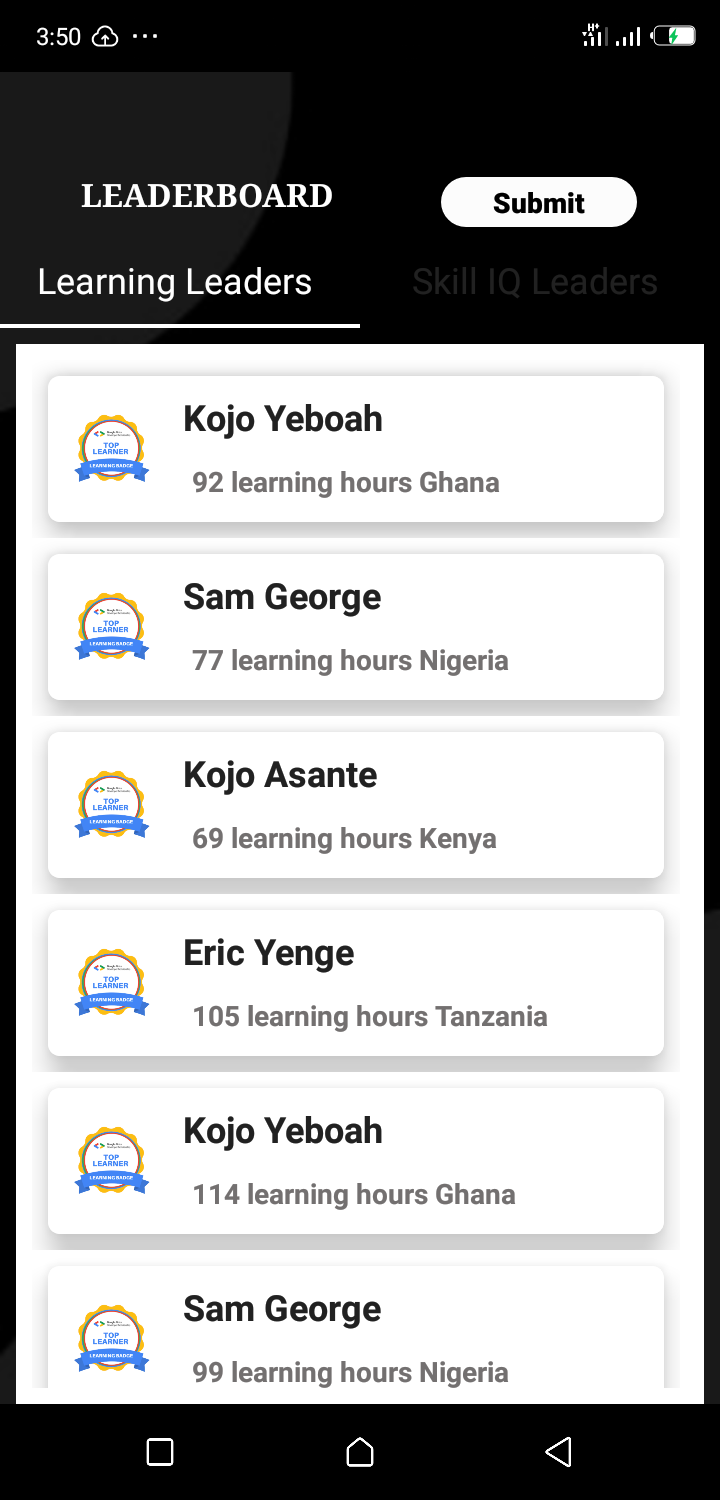 3:50
H+
LEADERBOARD
Submit
Learning Leaders
Skill IQ Leaders
TOP
LEARNER
LEARNING BADGE
Kojo Yeboah
92 learning hours Ghana
TOP
LEARNER
LEARNING BADGE
Sam George
77 learning hours Nigeria
TOP
LEARNER
LEARNING BADGE
Kojo Asante
69 learning hours Kenya
TOP
LEARNER
LEARNING BADGE
Eric Yenge
105 learning hours Tanzania
TOP
LEARNER
LEARNING BADGE
Kojo Yeboah
114 learning hours Ghana
TOP
LEARNER
LEARNING BADGE
Sam George
99 learning hours Nigeria